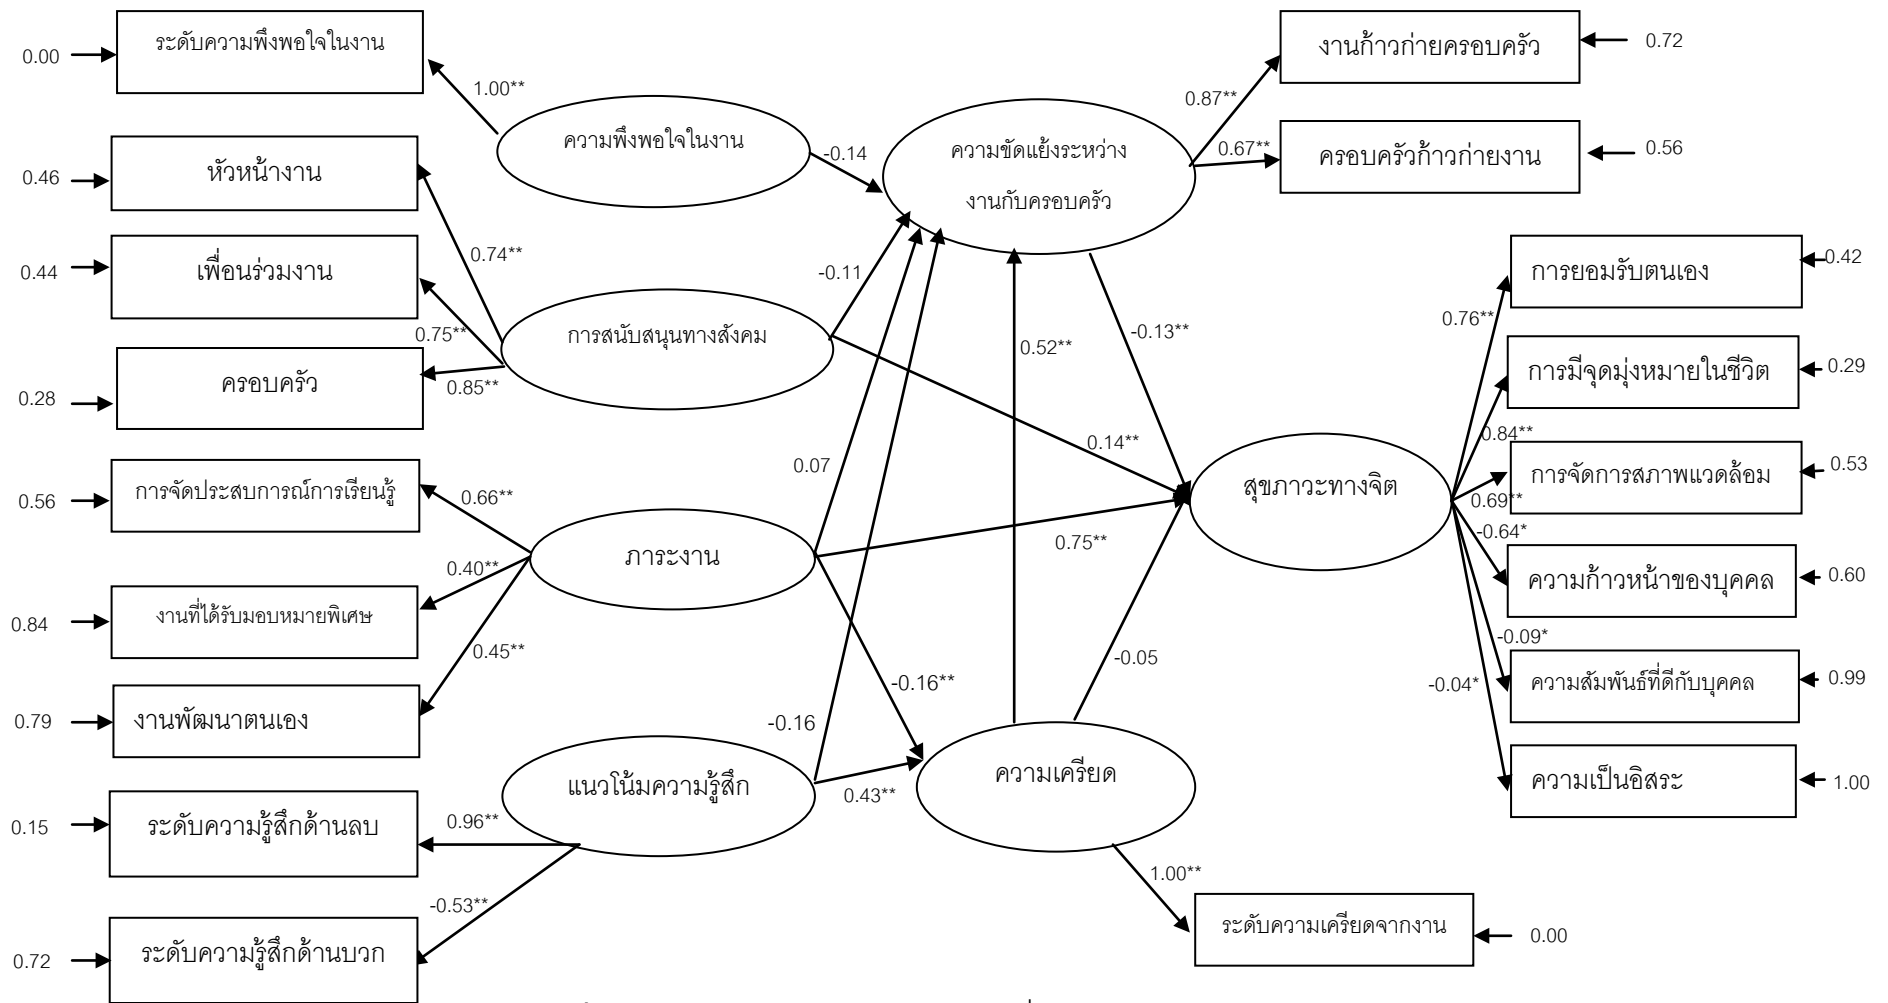 ระดับความพึงพอใจในงาน
0.00
1.00**
หัวหน้างาน
0.46
เพื่อนร่วมงาน
0.44
ครอบครัว
0.28
0.74**
0.75**
0.85**
การจัดประสบการณ์การเรียนรู้
0.56
0.66**
งานที่ได้รับมอบหมายพิเศษ
0.84
0.40**
งานพัฒนาตนเอง
0.79
0.45**
ระดับความรู้สึกด้านลบ
0.15
0.96**
ระดับความรู้สึกด้านบวก
0.72
-0.53**
ความพึงพอใจในงาน
-0.14
การสนับสนุนทางสังคม
-0.11
0.14**
ภาระงาน
0.07
0.75**
-0.16**
แนวโน้มความรู้สึก
-0.16
0.43**
ความขัดแย้งระหว่าง
งานกับครอบครัว
0.87**
0.67**
-0.13**
0.52**
ความเครียด
-0.05
1.00**
งานก้าวก่ายครอบครัว
0.72
ครอบครัวก้าวก่ายงาน
0.56
สุขภาวะทางจิต
0.76**
0.84**
0.69**
-0.64*
-0.09*
-0.04*
การยอมรับตนเอง
0.42
การมีจุดมุ่งหมายในชีวิต
0.29
การจัดการสภาพแวดล้อม
0.53
ความก้าวหน้าของบุคคล
0.60
ความสัมพันธ์ที่ดีกับบุคคล
0.99
ความเป็นอิสระ
1.00
ระดับความเครียดจากงาน
0.00